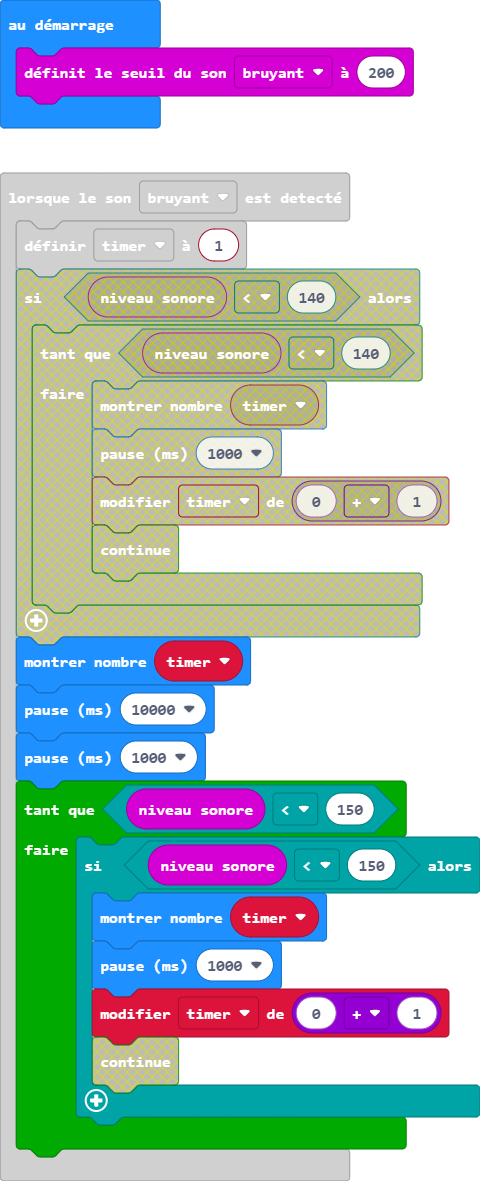 au démarrage
définit le seuil du son bruyant à 200
lorsque le son bruyant est detecté
définir timer à 1
si niveau sonore < 140 alors
tant que niveau sonore < 140
faire
montrer nombre timer
pause (ms) 1000
modifier timer de 0 + 1
continue
montrer nombre timer
pause (ms) 10000
pause (ms) 1000
tant que niveau sonore < 150
faire
si niveau sonore < 150 alors
montrer nombre timer
pause (ms) 1000
modifier timer de 0 + 1
continue